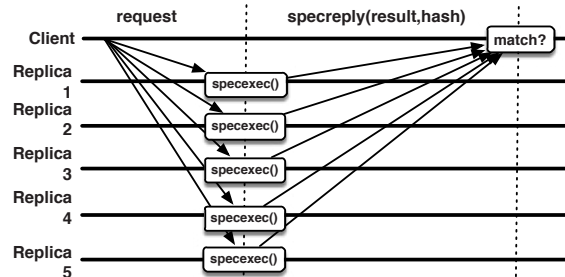 request
specreply(result,hash)
Client
match?
Replica
1
specexec()
Replica
2
specexec()
Replica
3
specexec()
Replica
4
specexec()
Replica
5
specexec()